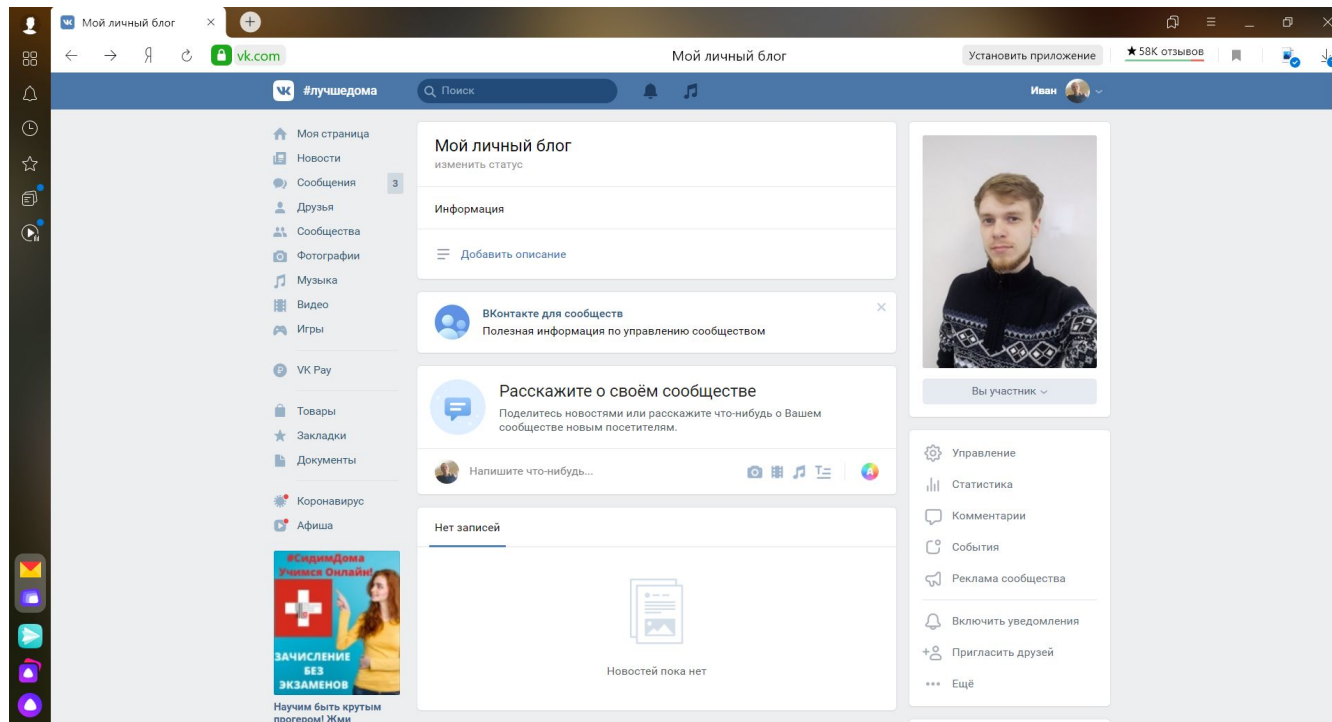 Мой личный блог
vk.com
Мой личный блог
Установить приложение
★ 58К отзывов
#лучшедома
Поиск
Иван
Моя страница
Новости
Сообщения 3
Друзья
Сообщества
Фотографии
Музыка
Видео
Игры
VK Pay
Товары
Закладки
Документы
Коронавирус
Афиша
#СидимДома
Учимся Онлайн!
ЗАЧИСЛЕНИЕ
БЕЗ
ЭКЗАМЕНОВ
Научим быть крутым
прогером! Жми
Мой личный блог
изменить статус
Информация
Добавить описание
ВКонтакте для сообществ
Полезная информация по управлению сообществом
Расскажите о своём сообществе
Поделитесь новостями или расскажите что-нибудь о Вашем
сообществе новым посетителям.
Напишите что-нибудь...
Нет записей
Новостей пока нет
Вы участник
Управление
Статистика
Комментарии
События
Реклама сообщества
Включить уведомления
Пригласить друзей
Ещё